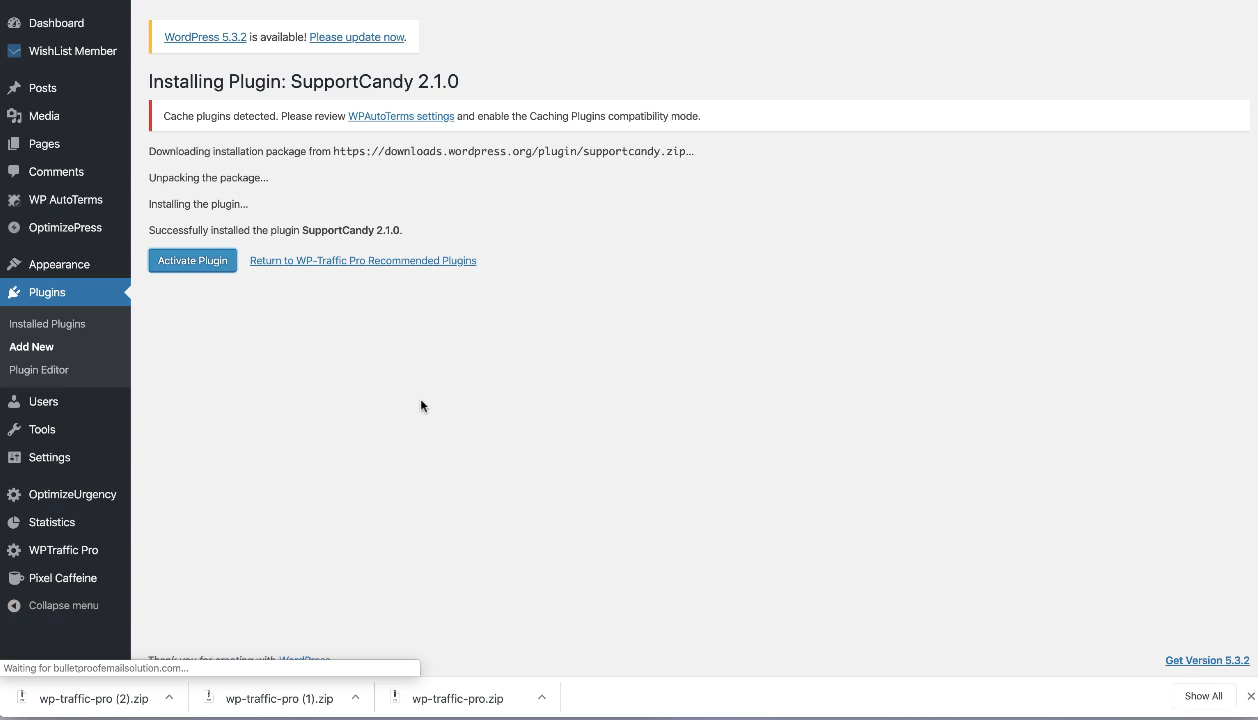 Dashboard
WishList Member
Posts
Media
Pages
Comments
WP AutoTerms
OptimizePress
Appearance
Plugins
Installed Plugins
Add New
Plugin Editor
Users
Tools
Settings
OptimizeUrgency
Statistics
WPTraffic Pro
Pixel Caffeine
Collapse menu
WordPress 5.3.2 is available! Please update now.
Installing Plugin: SupportCandy 2.1.0
Cache plugins detected. Please review WPAutoTerms settings and enable the Caching Plugins compatibility mode.
Downloading installation package from https://downloads.wordpress.org/plugin/supportcandy.zip…
Unpacking the package…
Installing the plugin…
Successfully installed the plugin SupportCandy 2.1.0.
Activate Plugin Return to WP-Traffic Pro Recommended Plugins
Thank you for creating with WordPress
Get Version 5.3.2
Waiting for bulletproofemailsolution.com...
wp-traffic-pro (2).zip wp-traffic-pro (1).zip wp-traffic-pro.zip Show All